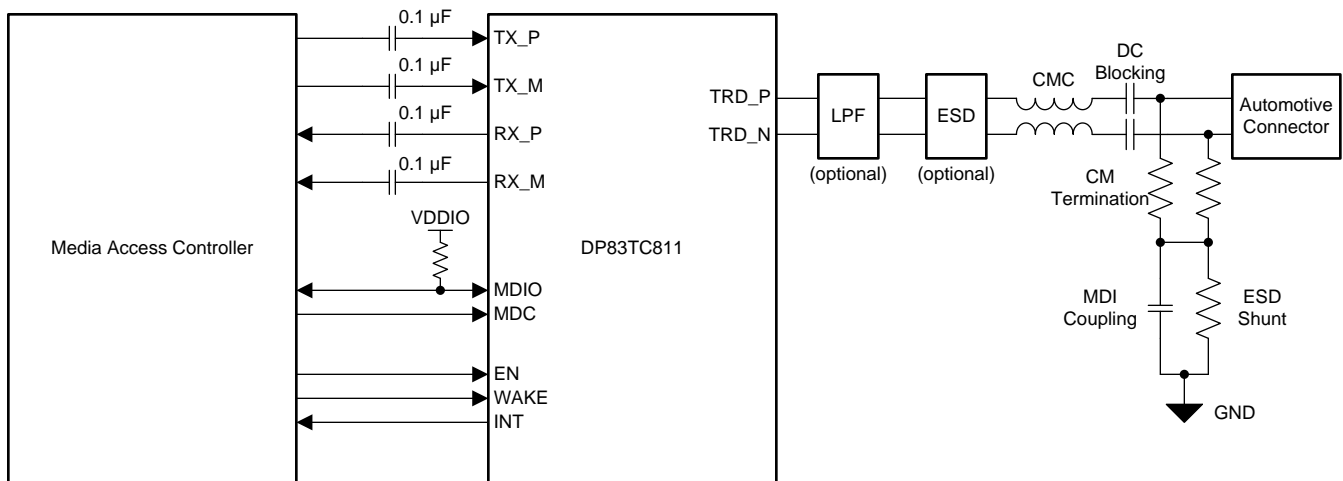 Media Access Controller
0.1 µF
0.1 µF
0.1 µF
0.1 µF
VDDIO
TX_P
TX_M
RX_P
RX_M
MDIO
MDC
EN
WAKE
INT
DP83TC811
TRD_P
TRD_N
LPF
(optional)
ESD
(optional)
CMC
DC
Blocking
Automotive
Connector
CM
Termination
MDI
Coupling
ESD
Shunt
GND